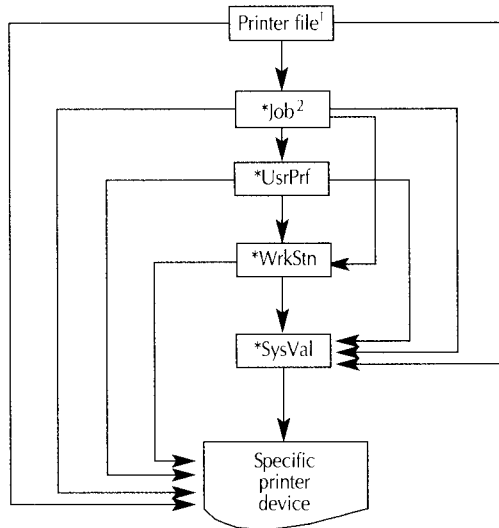 Printer file¹
*Job²
*UsrPrf
*WrkStn
*SysVal
Specific
printer
device